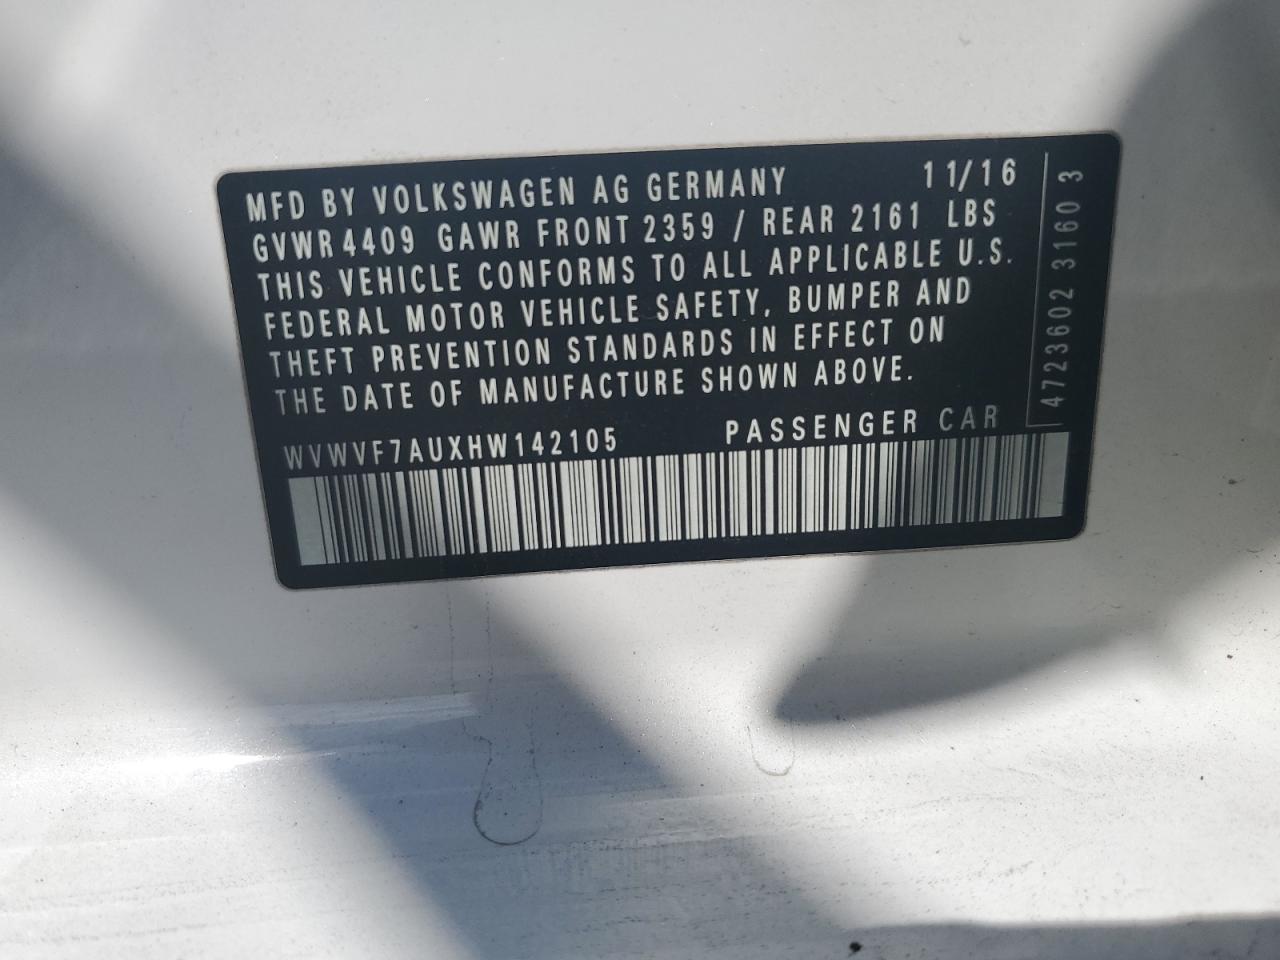 MFD BY VOLKSWAGEN AG GERMANY 11/16
GVWR 4409 GAWR FRONT 2359 / REAR 2161 LBS
THIS VEHICLE CONFORMS TO ALL APPLICABLE U.S.
FEDERAL MOTOR VEHICLE SAFETY, BUMPER AND
THEFT PREVENTION STANDARDS IN EFFECT ON
THE DATE OF MANUFACTURE SHOWN ABOVE.
WVWVF7AUXHW142105 PASSENGER CAR
4723602 3160 3